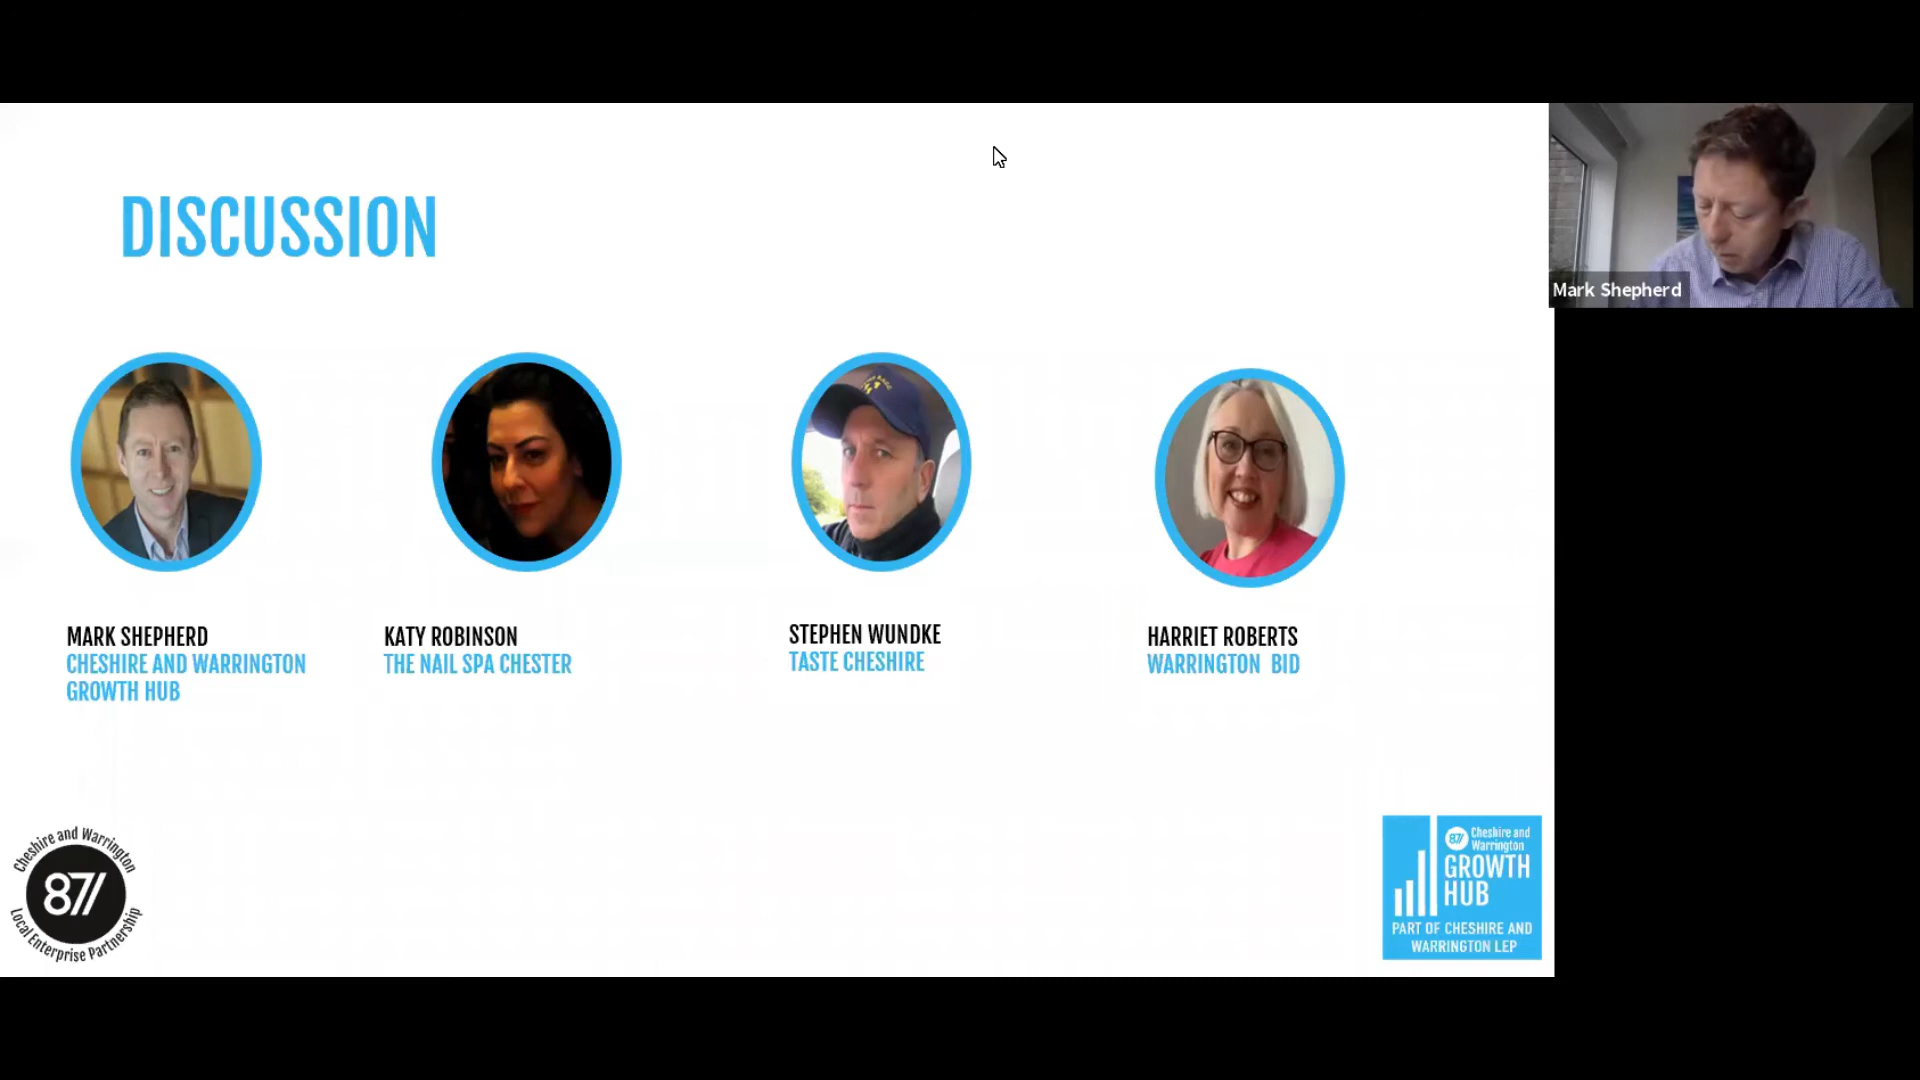 DISCUSSION
Mark Shepherd
MARK SHEPHERD
CHESHIRE AND WARRINGTON
GROWTH HUB
KATY ROBINSON
THE NAIL SPA CHESTER
STEPHEN WUNDKE
TASTE CHESHIRE
HARRIET ROBERTS
WARRINGTON BID
Cheshire and Warrington
87//
Local Enterprise Partnership
87// Cheshire and
Warrington
GROWTH
HUB
PART OF CHESHIRE AND
WARRINGTON LEP